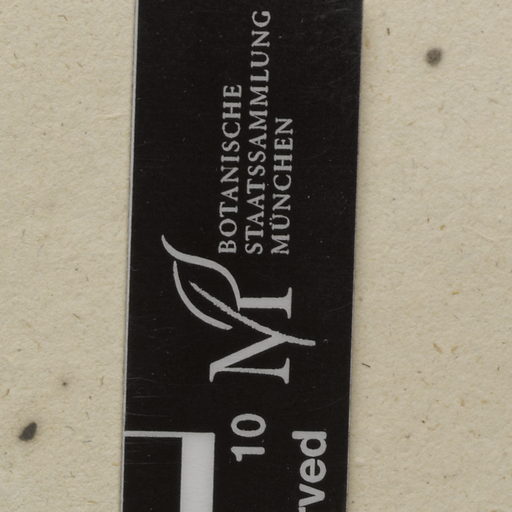 BOTANISCHE
STAATSSAMMLUNG
MÜNCHEN
M
10
rved